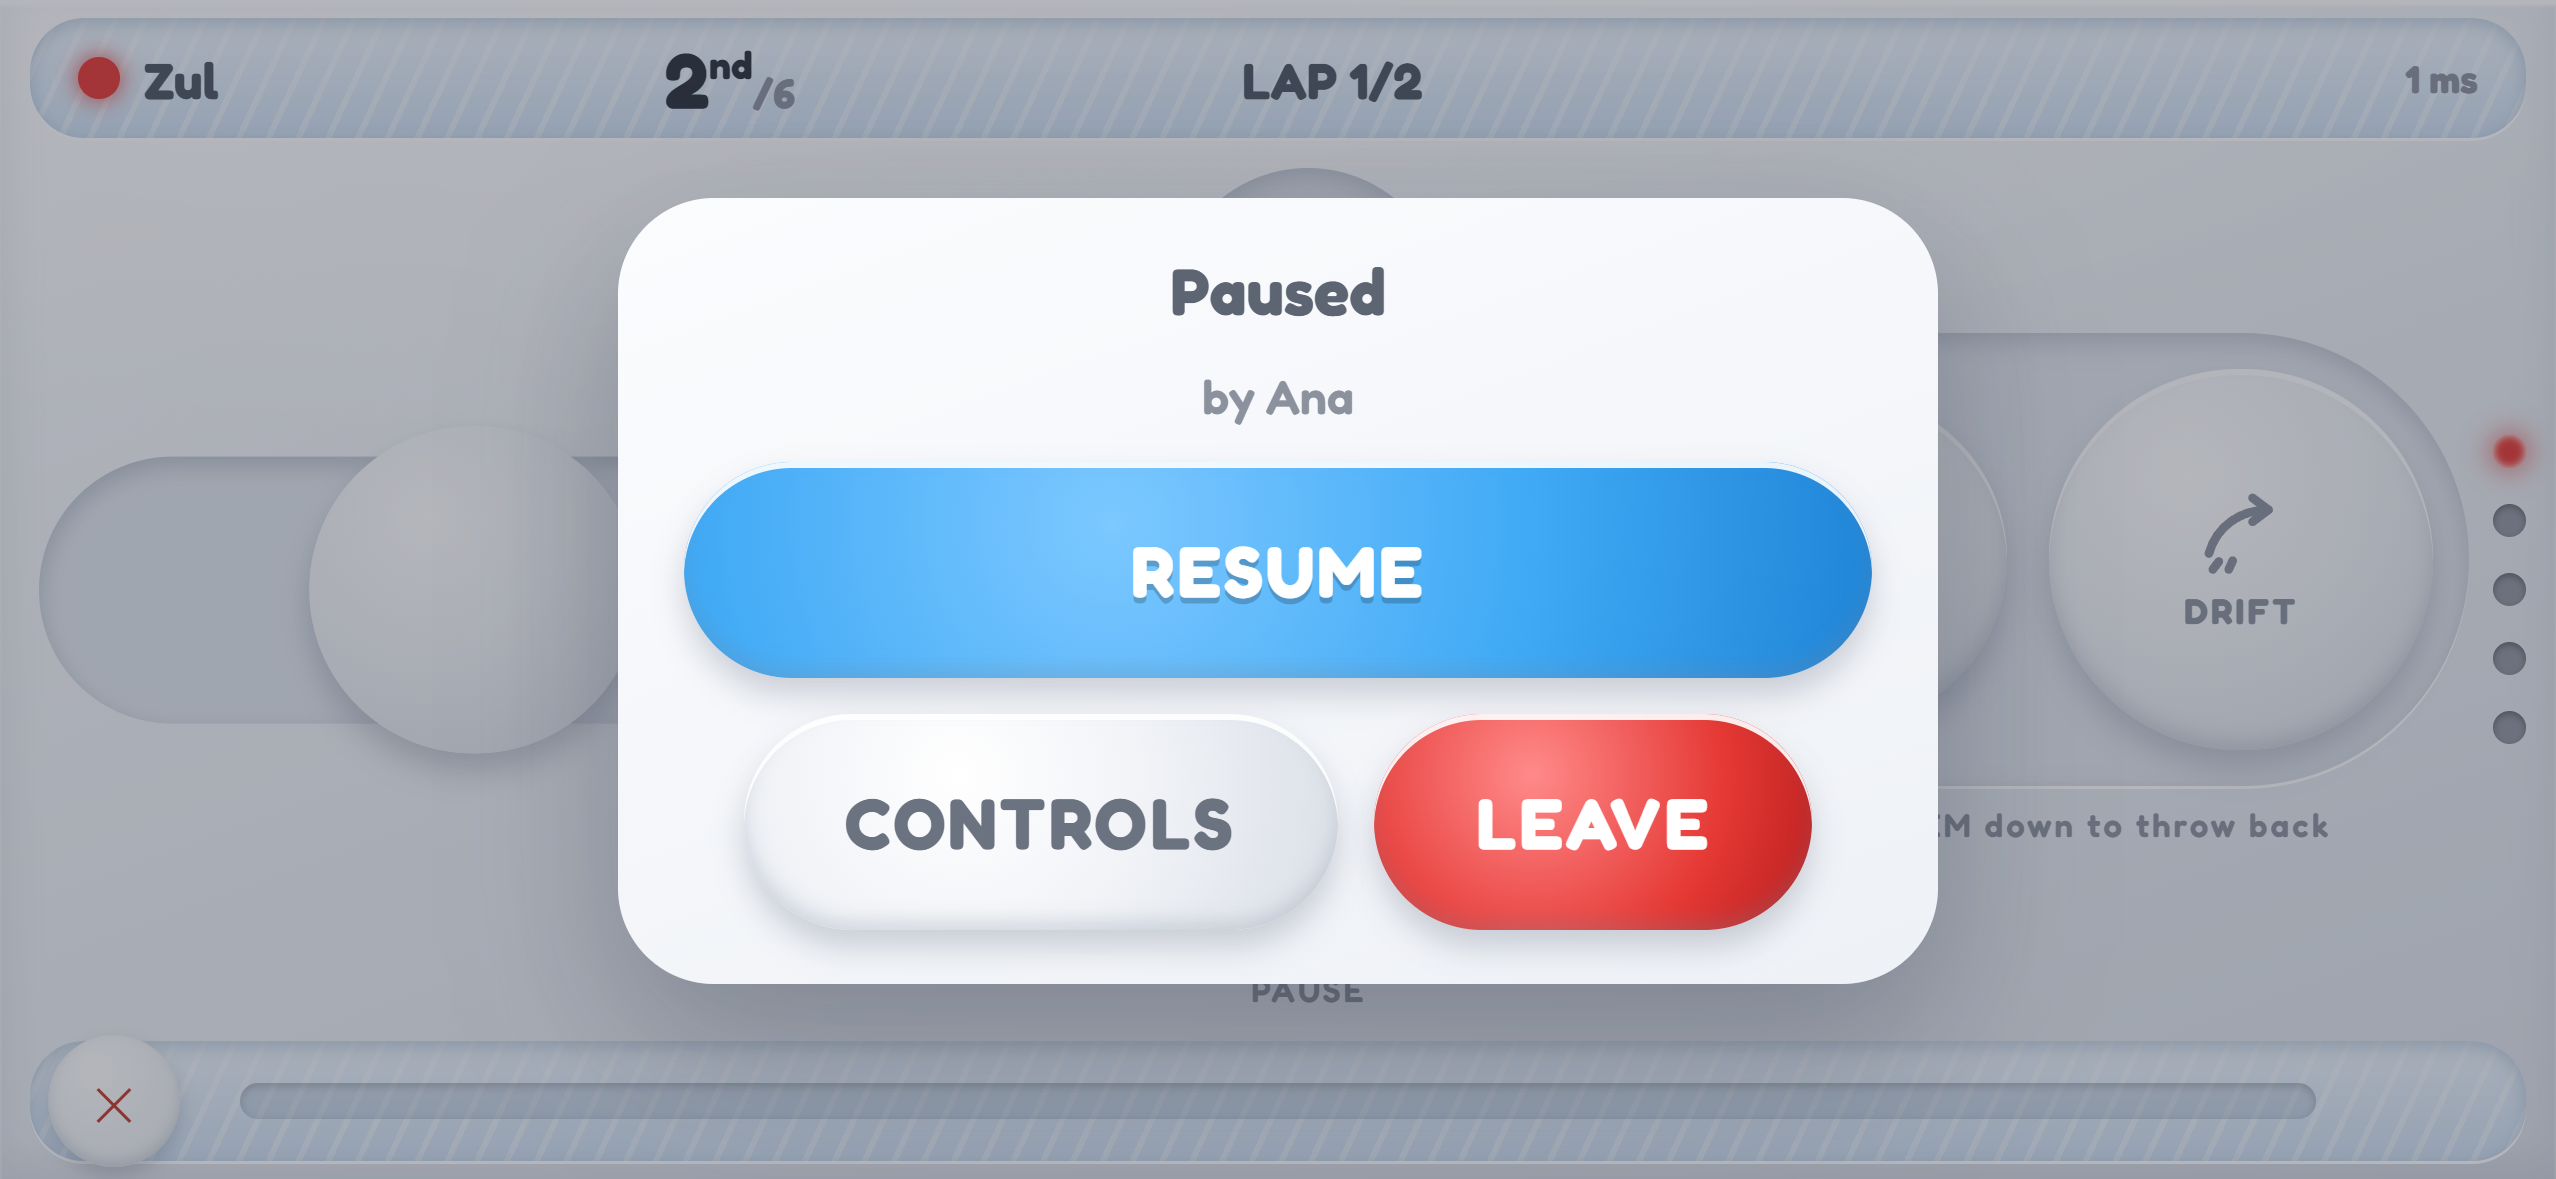 Zul
2nd/6
LAP 1/2
1 ms
Paused
by Ana
RESUME
CONTROLS
LEAVE
DRIFT
down to throw back
PAUSE